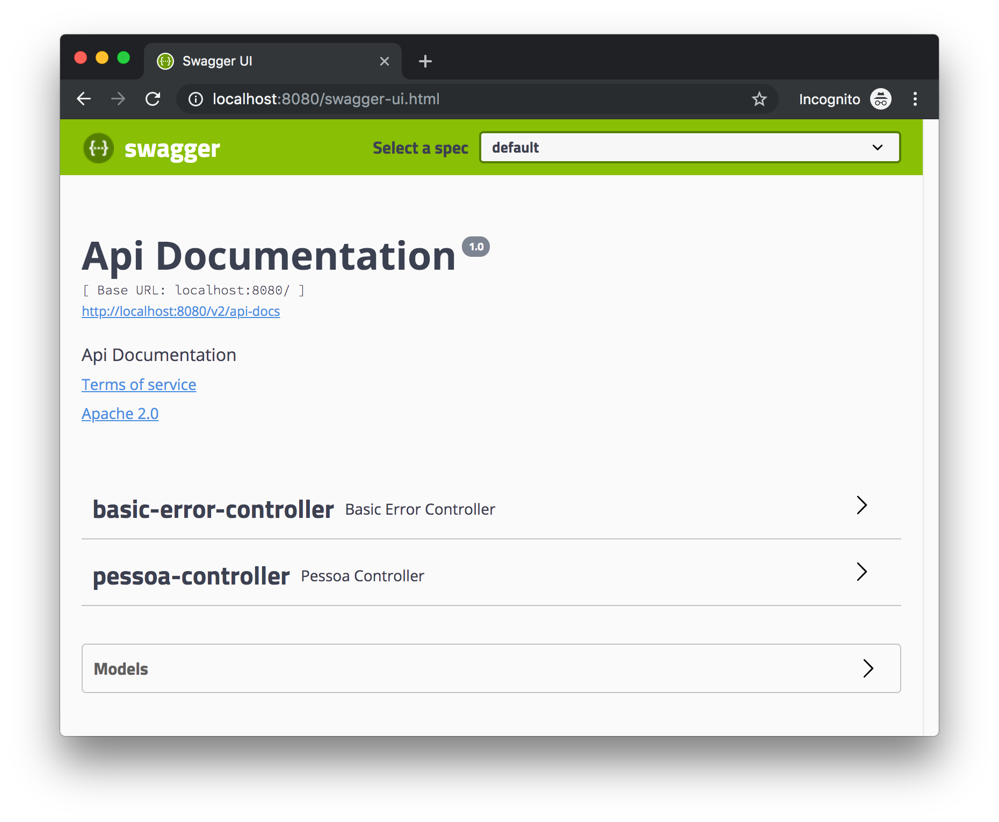 Swagger UI
localhost:8080/swagger-ui.html
Incognito
{...} swagger
Select a spec
default
Api Documentation 1.0
[ Base URL: localhost:8080/ ]
http://localhost:8080/v2/api-docs
Api Documentation
Terms of service
Apache 2.0
basic-error-controller Basic Error Controller
pessoa-controller Pessoa Controller
Models